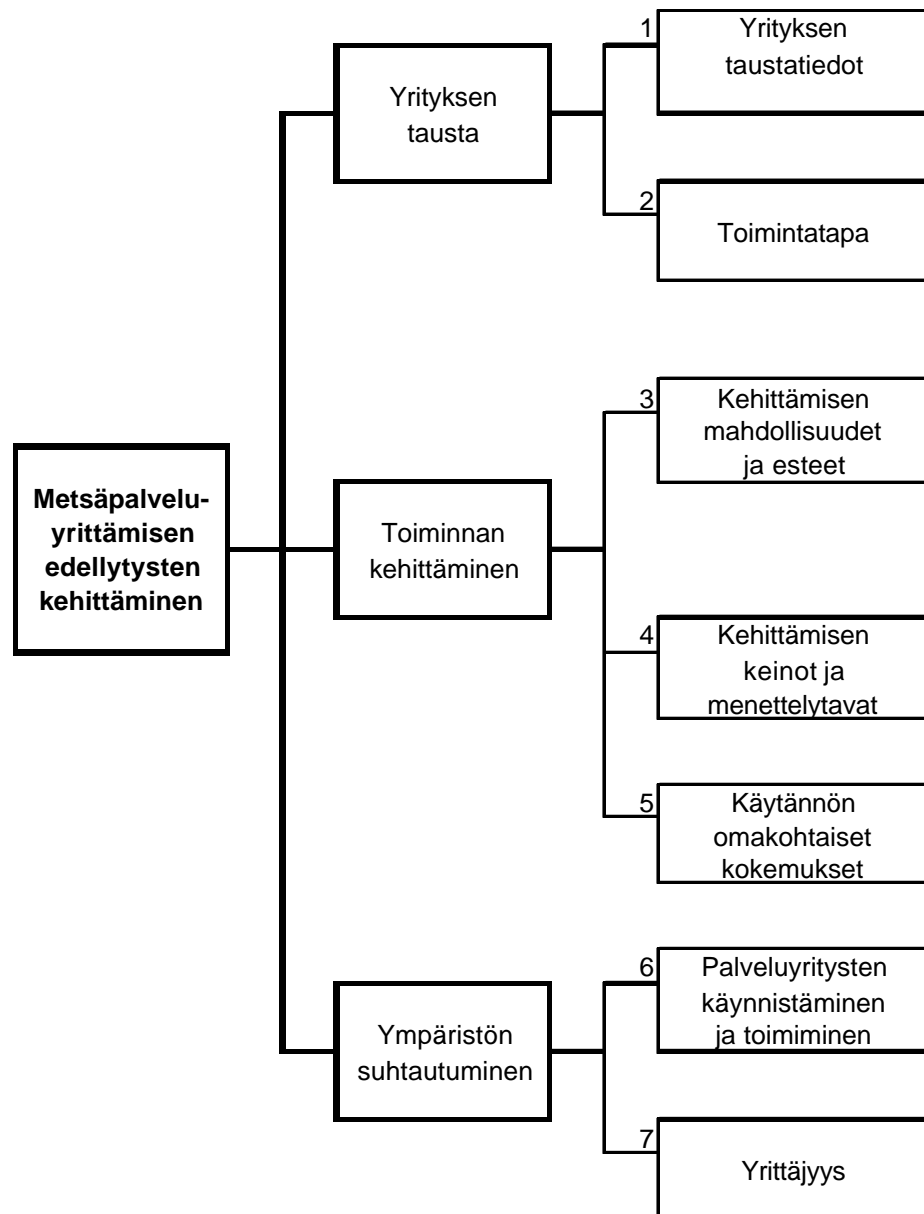 Metsäpalvelu-
yrittämisen
edellytysten
kehittäminen
Yrityksen
tausta
1
Yrityksen
taustatiedot
2
Toimintatapa
Toiminnan
kehittäminen
3
Kehittämisen
mahdollisuudet
ja esteet
4
Kehittämisen
keinot ja
menettelytavat
5
Käytännön
omakohtaiset
kokemukset
Ympäristön
suhtautuminen
6
Palveluyritysten
käynnistäminen
ja toimiminen
7
Yrittäjyys